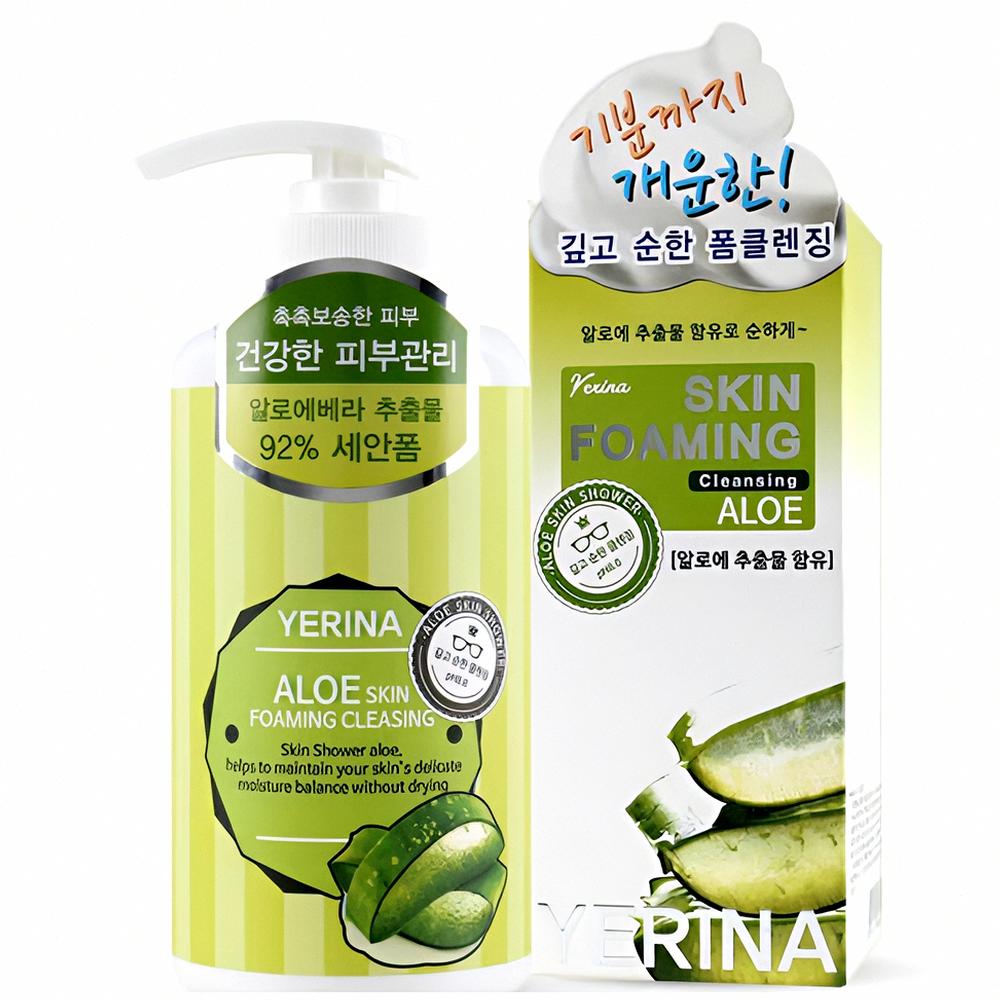 촉촉보송한 피부
건강한 피부관리
알로에베라 추출물
92% 세안폼
YERINA
ALOE SKIN
FOAMING CLEASING
Skin Shower aloe.
helps to maintain your skin's delicate
moisture balance without drying
ALOE SKIN
기분까지
개운한!
깊고 순한 폼클렌징
알로에 추출물 함유로 순하게~
Yerina
SKIN
FOAMING
Cleansing
ALOE
ALOE SKIN SHOWER
[알로에 추출물 함유]
YERINA